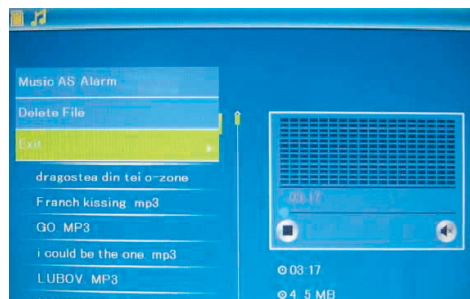 Music AS Alarm
Delete File
Exit
dragostea din tei o-zone
Franch kissing mp3
GO MP3
i could be the one mp3
LUBOV. MP3
03:17
03 17
4. 5 MB